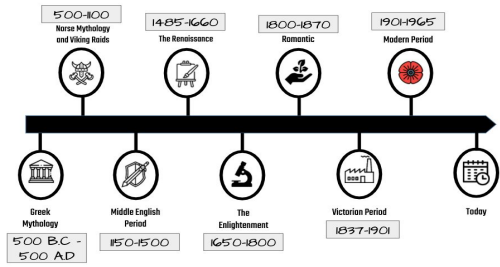 500-1100
Norse Mythology
and Viking Raids
1485-1660
The Renaissance
1800-1870
Romantic
1901-1965
Modern Period
Greek
Mythology
500 B.C -
500 A.D
Middle English
Period
1150-1500
The
Enlightenment
1650-1800
Victorian Period
1837-1901
Today